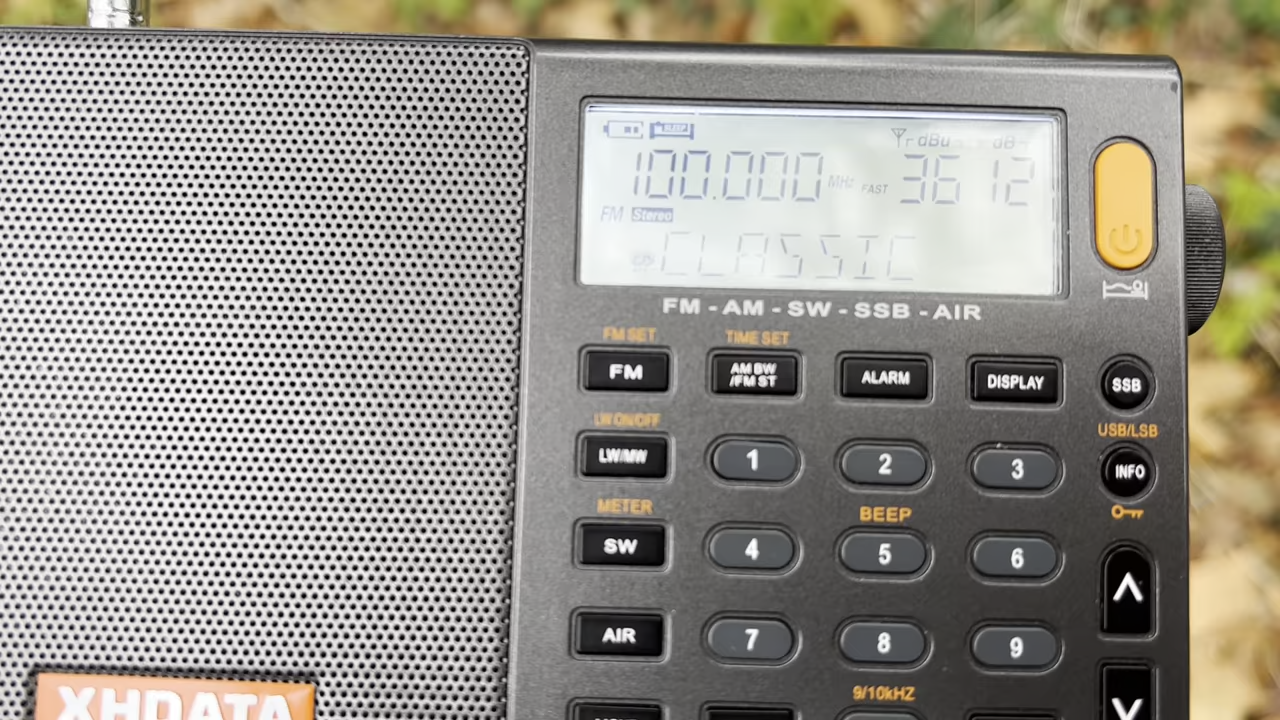 SLEEP dBu dB
100.000 MHz FAST 36 12
FM Stereo
CLASSIC
FM - AM - SW - SSB - AIR
FM SET TIME SET
FM AM BW /FM ST ALARM DISPLAY SSB
LW ON/OFF USB/LSB
LW/MW 1 2 3 INFO
METER BEEP
SW 4 5 6
AIR 7 8 9
9/10kHZ
XHDATA